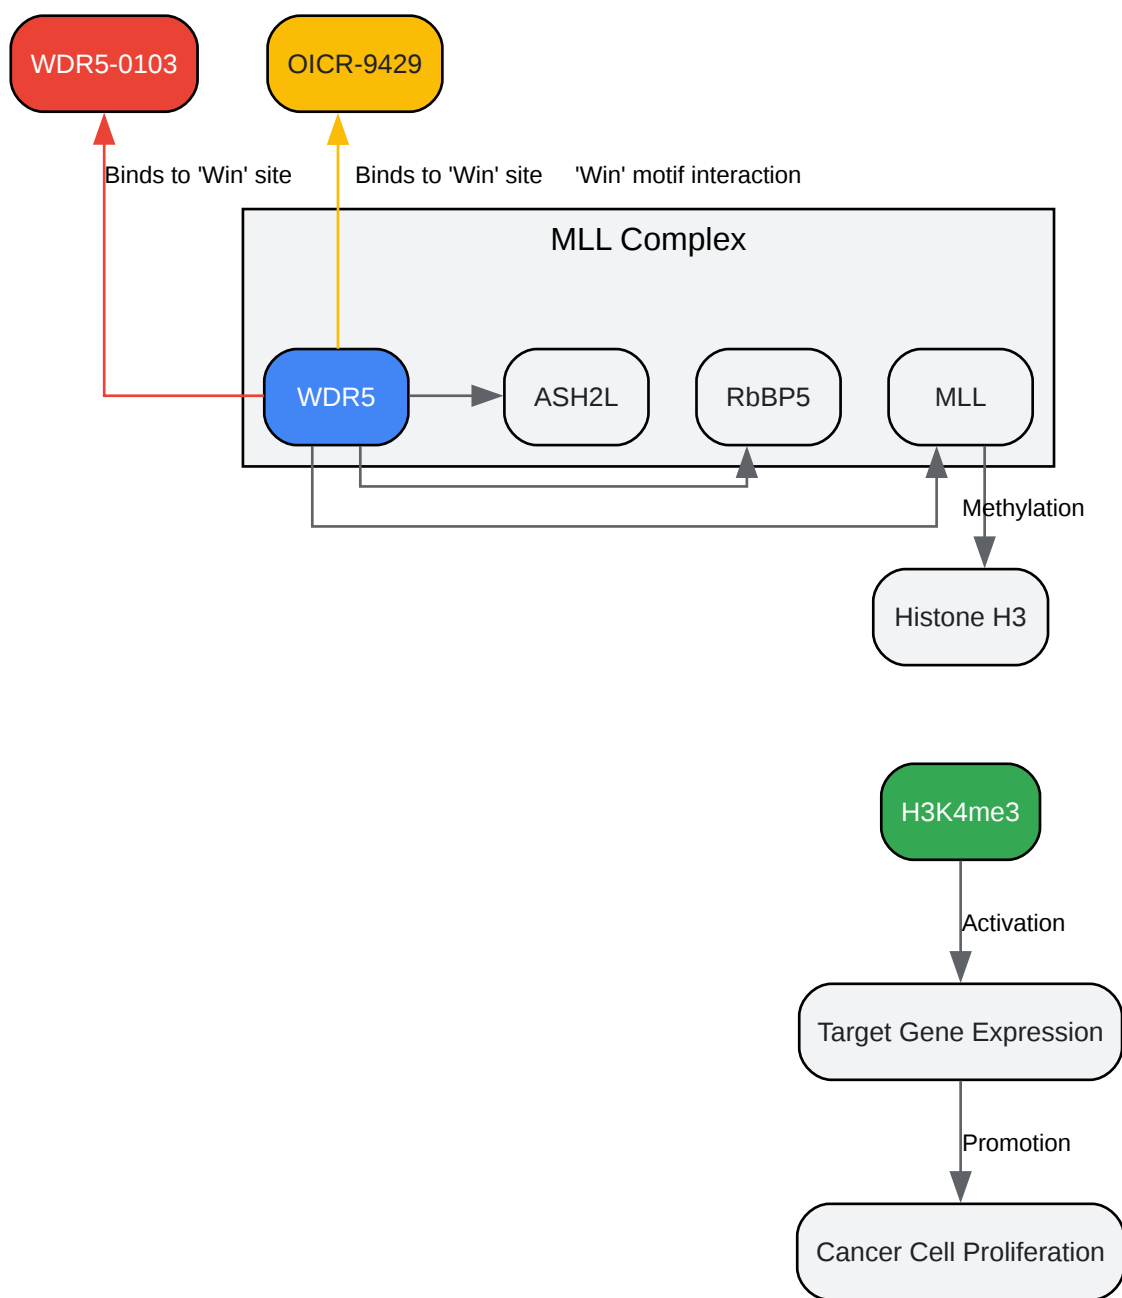 WDR5-0103
OICR-9429
Binds to 'Win' site
Binds to 'Win' site
'Win' motif interaction
MLL Complex
WDR5
ASH2L
RbBP5
MLL
Methylation
Histone H3
H3K4me3
Activation
Target Gene Expression
Promotion
Cancer Cell Proliferation